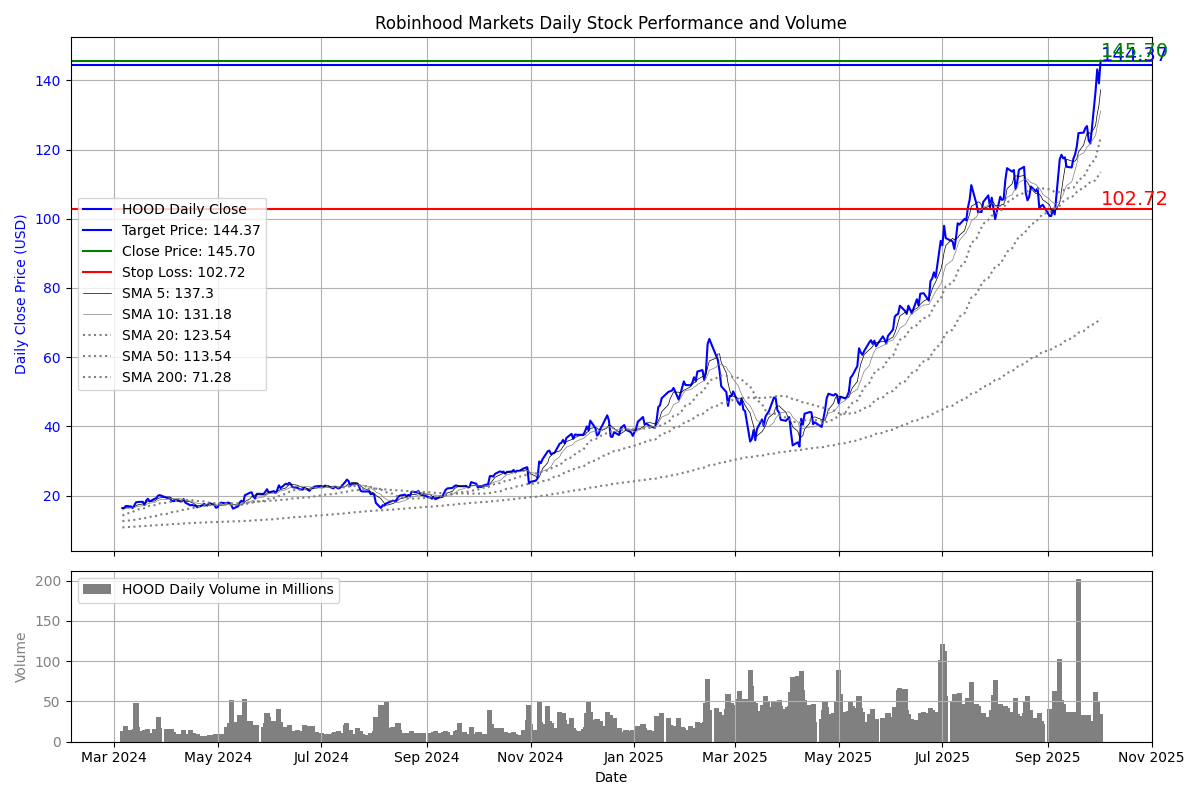 Robinhood Markets Daily Stock Performance and Volume
145.70
144.37
140
120
102.72
100
80
60
40
20
Daily Close Price (USD)
HOOD Daily Close
Target Price: 144.37
Close Price: 145.70
Stop Loss: 102.72
SMA 5: 137.3
SMA 10: 131.18
SMA 20: 123.54
SMA 50: 113.54
SMA 200: 71.28
200
150
100
50
0
Volume
HOOD Daily Volume in Millions
Mar 2024 May 2024 Jul 2024 Sep 2024 Nov 2024 Jan 2025 Mar 2025 May 2025 Jul 2025 Sep 2025 Nov 2025
Date